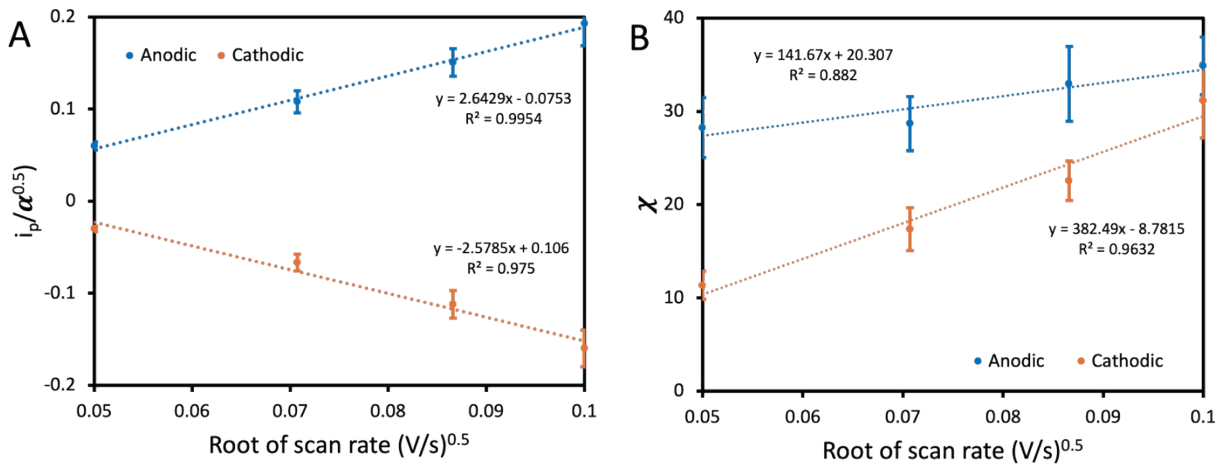 A
0.2
Anodic
Cathodic
y = 2.6429x - 0.0753
R² = 0.9954
0.1
0
y = -2.5785x + 0.106
R² = 0.975
-0.1
-0.2
0.05
0.06
0.07
0.08
0.09
0.1
iₚ/α^0.5
Root of scan rate (V/s)^0.5
B
40
y = 141.67x + 20.307
R² = 0.882
30
20
y = 382.49x - 8.7815
R² = 0.9632
10
Anodic
Cathodic
0
0.05
0.06
0.07
0.08
0.09
0.1
χ
Root of scan rate (V/s)^0.5